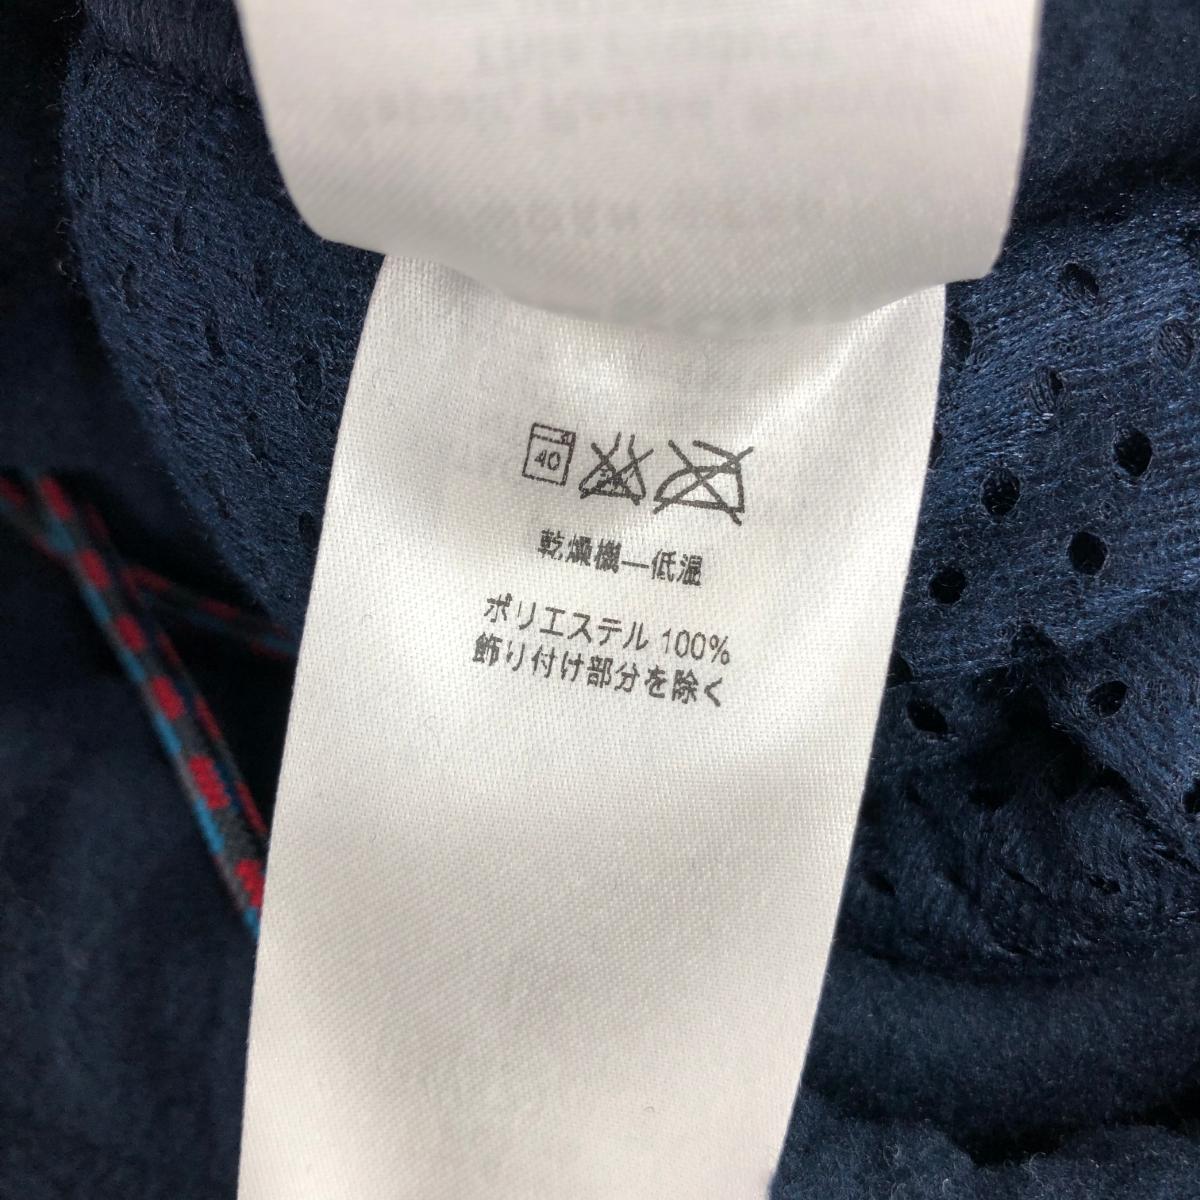 40
乾燥機—低温
ポリエステル 100%
飾り付け部分を除く